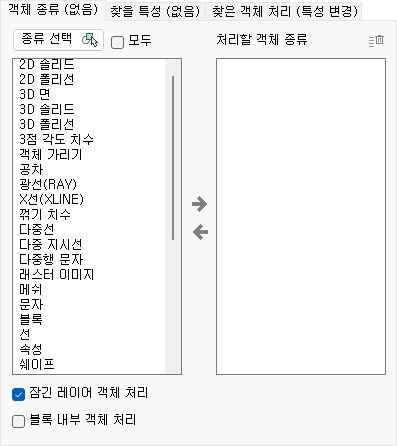 객체 종류 (없음) 찾을 특성 (없음) 찾은 객체 처리 (특성 변경)
종류 선택 모두 처리할 객체 종류
2D 솔리드
2D 폴리선
3D 면
3D 솔리드
3D 폴리선
3점 각도 치수
객체 가리기
공차
광선(RAY)
X선(XLINE)
꺾기 치수
다중선
다중 지시선
다중행 문자
래스터 이미지
메쉬
문자
블록
선
속성
쉐이프
잠긴 레이어 객체 처리
블록 내부 객체 처리